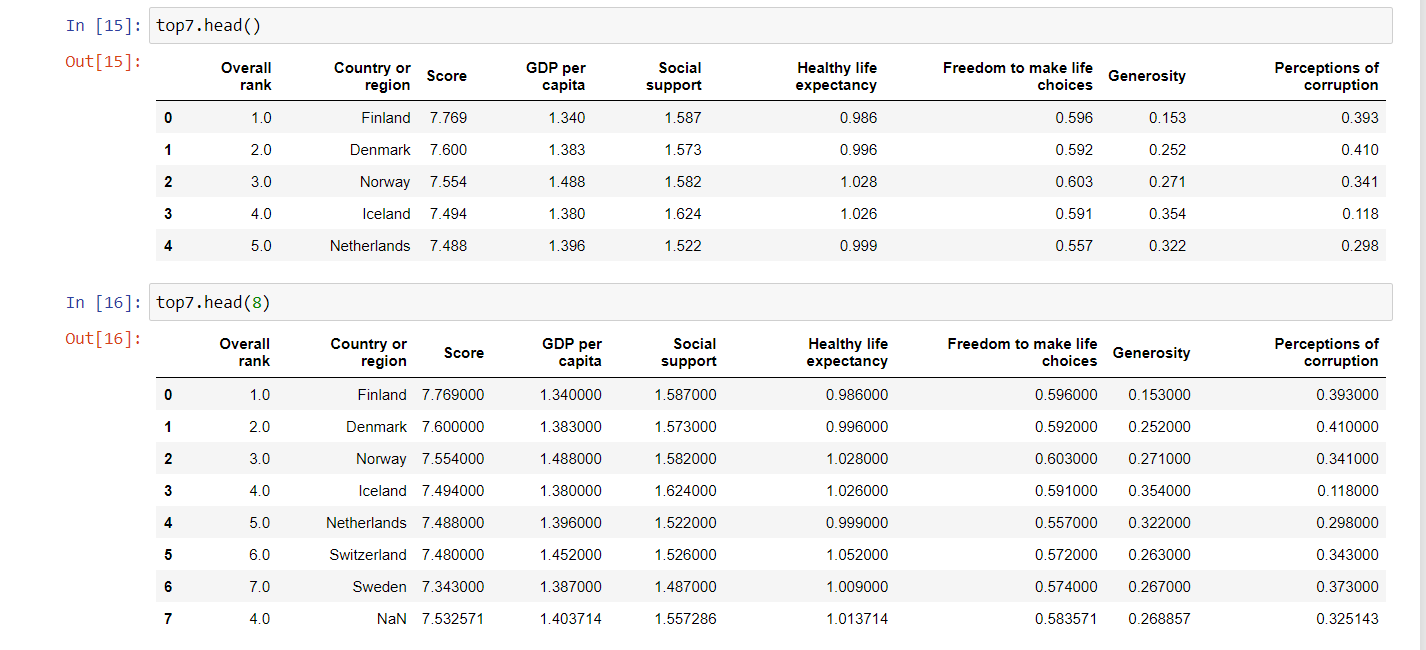 In [15]: top7.head()
Out[15]:
Overall rank Country or region Score GDP per capita Social support Healthy life expectancy Freedom to make life choices Generosity Perceptions of corruption
0 1.0 Finland 7.769 1.340 1.587 0.986 0.596 0.153 0.393
1 2.0 Denmark 7.600 1.383 1.573 0.996 0.592 0.252 0.410
2 3.0 Norway 7.554 1.488 1.582 1.028 0.603 0.271 0.341
3 4.0 Iceland 7.494 1.380 1.624 1.026 0.591 0.354 0.118
4 5.0 Netherlands 7.488 1.396 1.522 0.999 0.557 0.322 0.298
In [16]: top7.head(8)
Out[16]:
Overall rank Country or region Score GDP per capita Social support Healthy life expectancy Freedom to make life choices Generosity Perceptions of corruption
0 1.0 Finland 7.769000 1.340000 1.587000 0.986000 0.596000 0.153000 0.393000
1 2.0 Denmark 7.600000 1.383000 1.573000 0.996000 0.592000 0.252000 0.410000
2 3.0 Norway 7.554000 1.488000 1.582000 1.028000 0.603000 0.271000 0.341000
3 4.0 Iceland 7.494000 1.380000 1.624000 1.026000 0.591000 0.354000 0.118000
4 5.0 Netherlands 7.488000 1.396000 1.522000 0.999000 0.557000 0.322000 0.298000
5 6.0 Switzerland 7.480000 1.452000 1.526000 1.052000 0.572000 0.263000 0.343000
6 7.0 Sweden 7.343000 1.387000 1.487000 1.009000 0.574000 0.267000 0.373000
7 4.0 NaN 7.532571 1.403714 1.557286 1.013714 0.583571 0.268857 0.325143